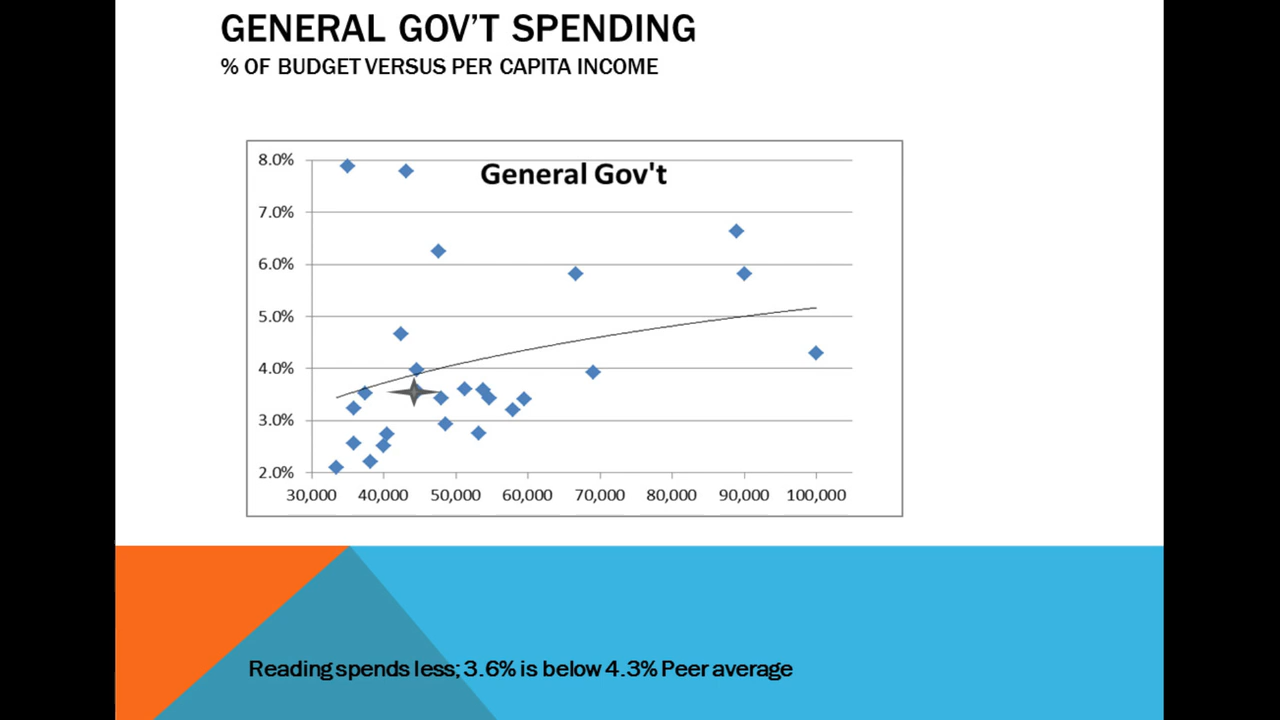 GENERAL GOV’T SPENDING
% OF BUDGET VERSUS PER CAPITA INCOME
General Gov't
8.0%
7.0%
6.0%
5.0%
4.0%
3.0%
2.0%
30,000 40,000 50,000 60,000 70,000 80,000 90,000 100,000
Reading spends less; 3.6% is below 4.3% Peer average